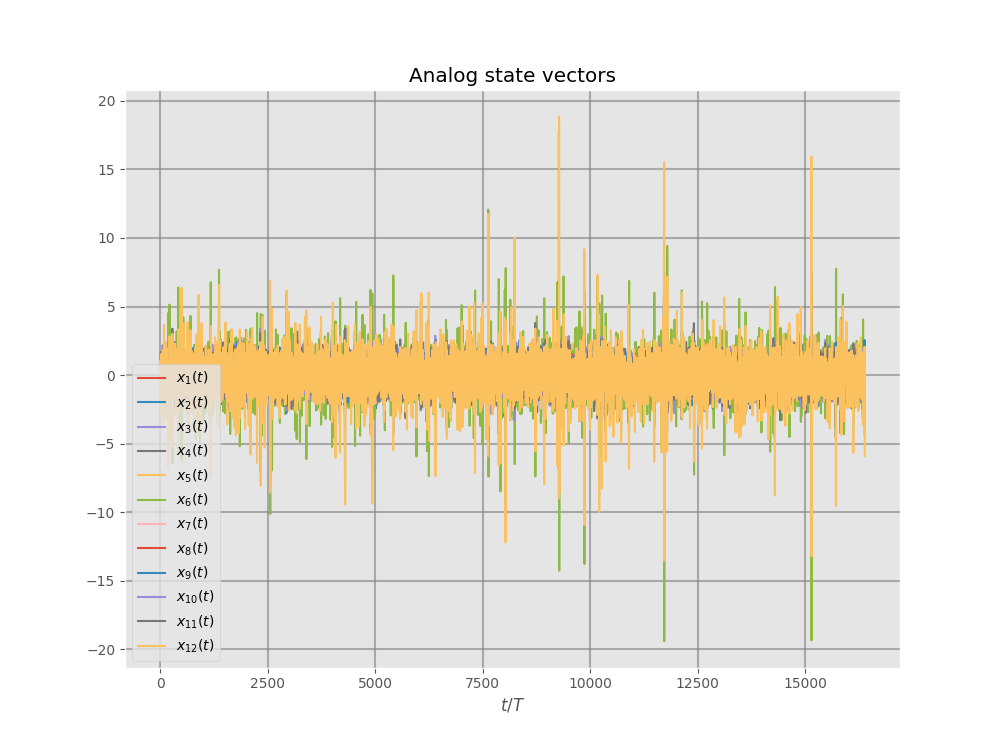 Analog state vectors
20
15
10
5
0
−5
−10
−15
−20
x₁(t)
x₂(t)
x₃(t)
x₄(t)
x₅(t)
x₆(t)
x₇(t)
x₈(t)
x₉(t)
x₁₀(t)
x₁₁(t)
x₁₂(t)
0 2500 5000 7500 10000 12500 15000
t/T